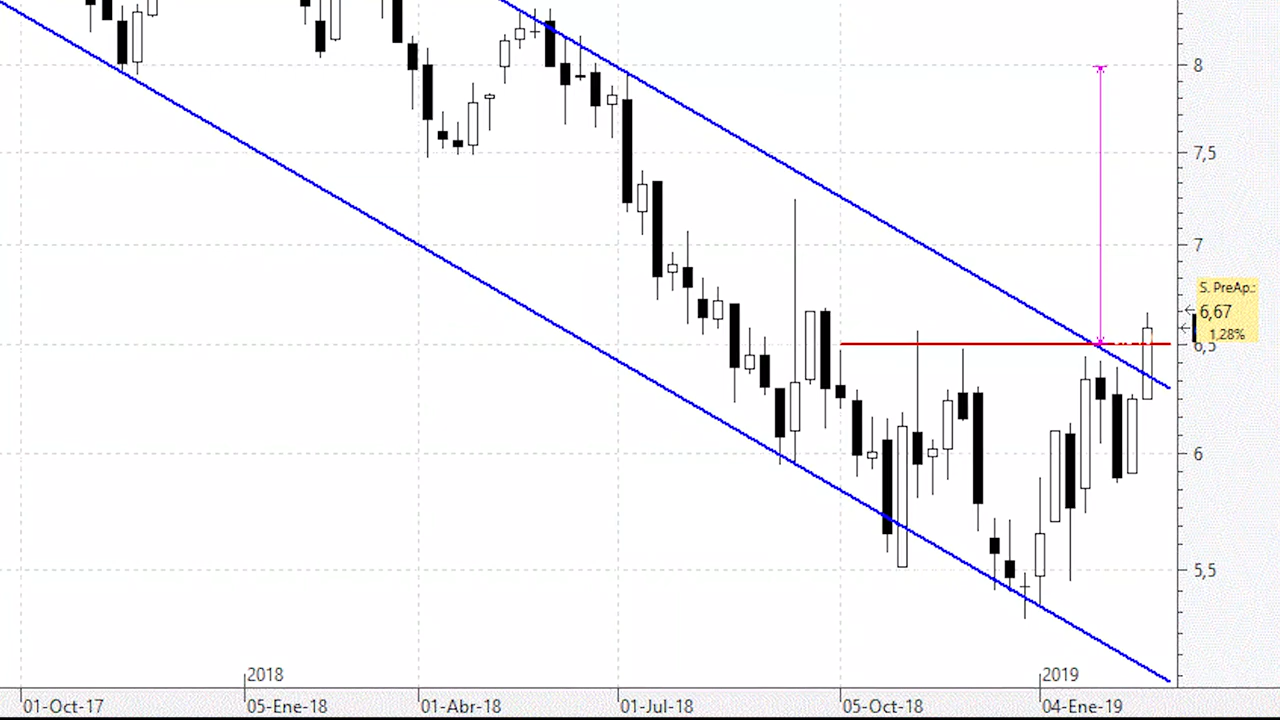 8
7,5
7
S. PreAp.:
6,67
1,28%
6,5
6
5,5
2018
2019
01-Oct-17
05-Ene-18
01-Abr-18
01-Jul-18
05-Oct-18
04-Ene-19